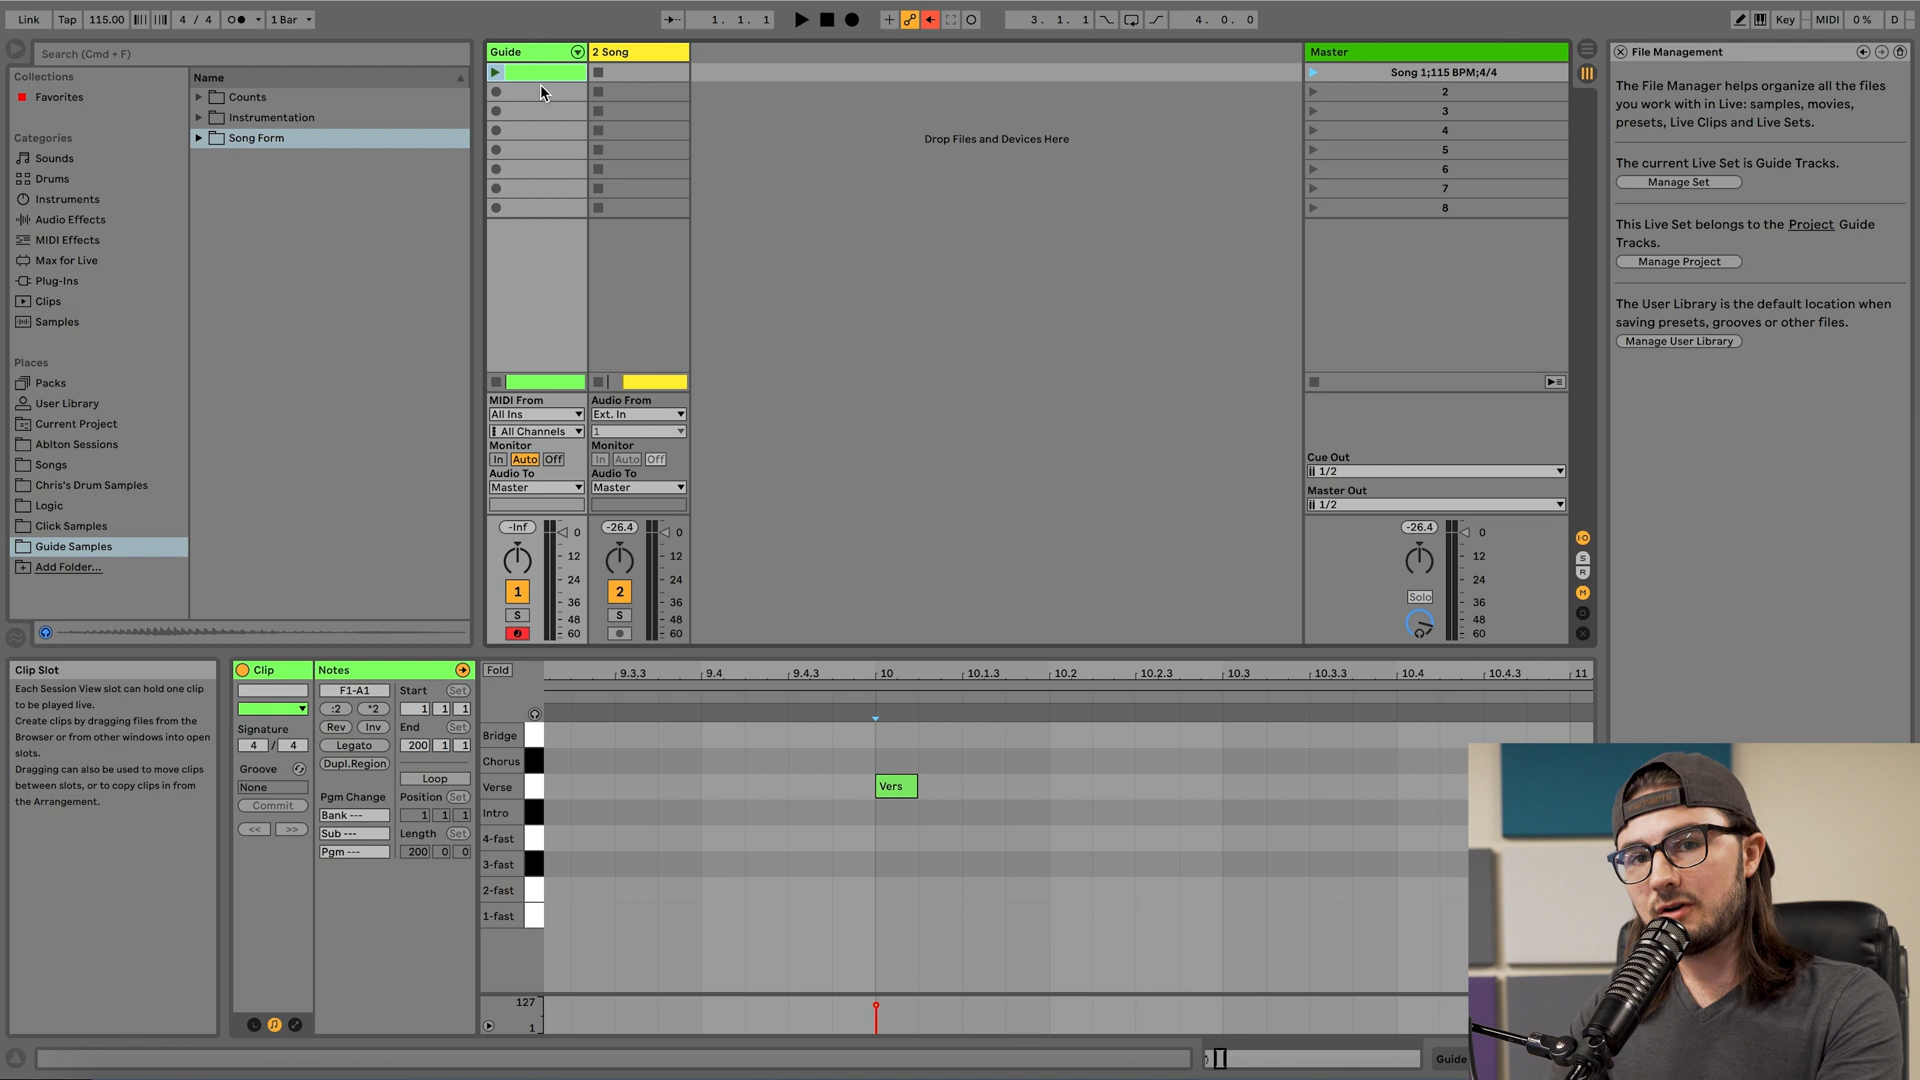 Link Tap 115.00 4 / 4 1 Bar 1. 1. 1 3. 1. 1 4. 0. 0 Key MIDI 0 % D
Search (Cmd + F)
Collections
Favorites
Categories
Sounds
Drums
Instruments
Audio Effects
MIDI Effects
Max for Live
Plug-Ins
Clips
Samples
Places
Packs
User Library
Current Project
Ablton Sessions
Songs
Chris's Drum Samples
Logic
Click Samples
Guide Samples
Add Folder...
Name
Counts
Instrumentation
Song Form
Guide
2 Song
Drop Files and Devices Here
Master
Song 1;115 BPM;4/4
2
3
4
5
6
7
8
MIDI From
All Ins
All Channels
Monitor
In Auto Off
Audio To
Master
Audio From
Ext. In
1
Monitor
In Auto Off
Audio To
Master
Cue Out
1/2
Master Out
1/2
-Inf
0
12
24
36
48
60
1
S
-26.4
0
12
24
36
48
60
2
S
-26.4
0
12
24
36
48
60
Solo
I-O
S
R
M
D
X
File Management
The File Manager helps organize all the files
you work with in Live: samples, movies,
presets, Live Clips and Live Sets.
The current Live Set is Guide Tracks.
Manage Set
This Live Set belongs to the Project Guide
Tracks.
Manage Project
The User Library is the default location when
saving presets, grooves or other files.
Manage User Library
Clip Slot
Each Session View slot can hold one clip
to be played live.
Create clips by dragging files from the
Browser or from other windows into open
slots.
Dragging can also be used to move clips
between slots, or to copy clips in from
the Arrangement.
Clip
Signature
4 / 4
Groove
None
Commit
<< >>
Notes
F1-A1
:2 *2
Rev Inv
Legato
Dupl.Region
Pgm Change
Bank ---
Sub ---
Pgm ---
Start Set
1 1 1
End Set
200 1 1
Loop
Position Set
1 1 1
Length Set
200 0 0
Fold
9.3.3 9.4 9.4.3 10 10.1.3 10.2 10.2.3 10.3 10.3.3 10.4 10.4.3 11
Bridge
Chorus
Verse
Vers
Intro
4-fast
3-fast
2-fast
1-fast
127
1
Guide